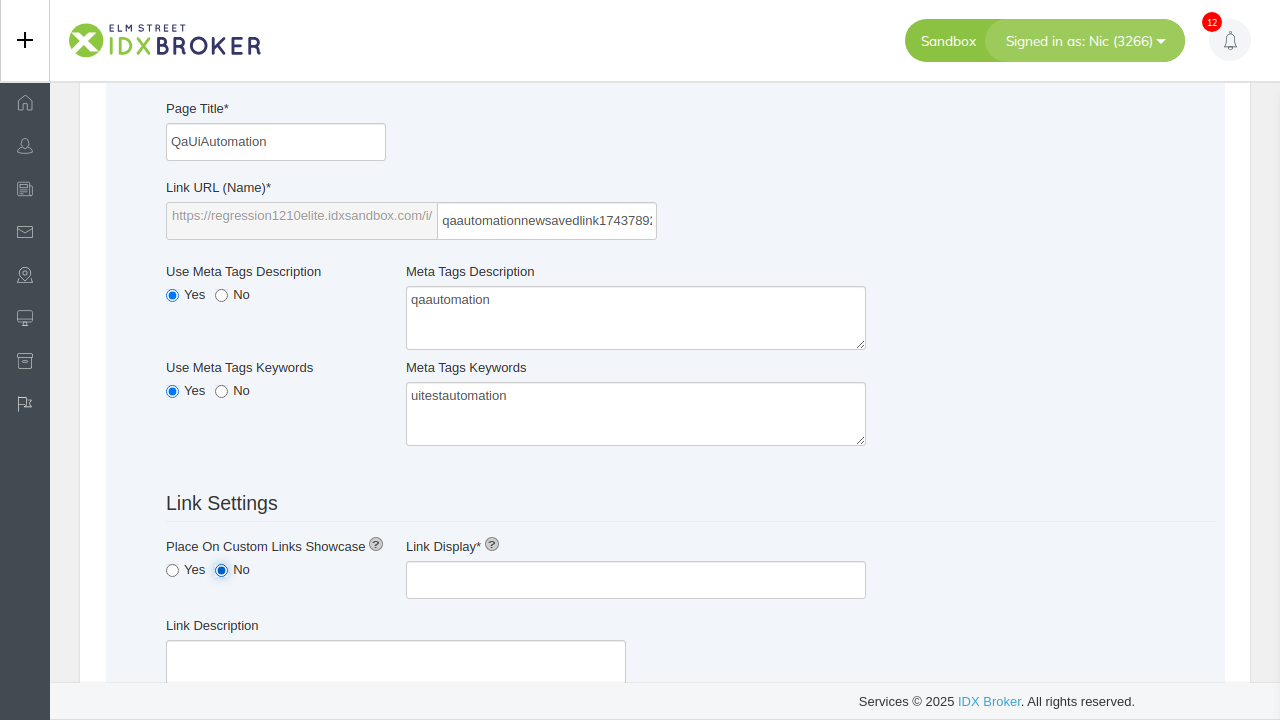 ELM STREET
IDXBROKER
Sandbox
Signed in as: Nic (3266)
12
Page Title*
QaUiAutomation
Link URL (Name)*
https://regression1210elite.idxsandbox.com/i/
qaautomationnewsavedlink17437892
Use Meta Tags Description
Meta Tags Description
Yes
No
qaautomation
Use Meta Tags Keywords
Meta Tags Keywords
Yes
No
uitestautomation
Link Settings
Place On Custom Links Showcase ?
Link Display* ?
Yes
No
Link Description
Services © 2025 IDX Broker. All rights reserved.